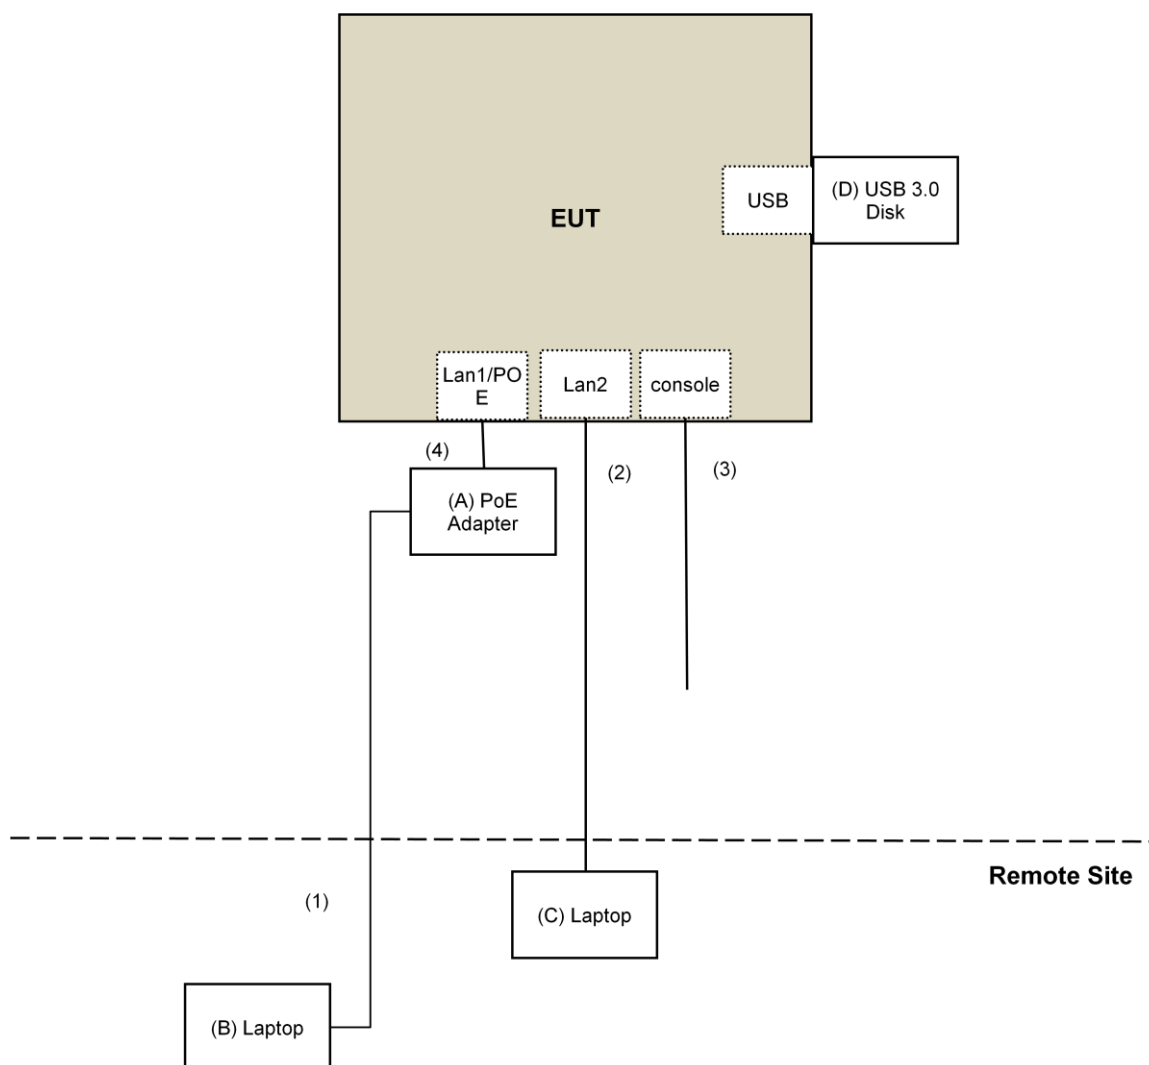 USB
(D) USB 3.0
Disk
EUT
Lan1/PO
E
Lan2
console
(4)
(2)
(3)
(A) PoE
Adapter
Remote Site
(1)
(C) Laptop
(B) Laptop